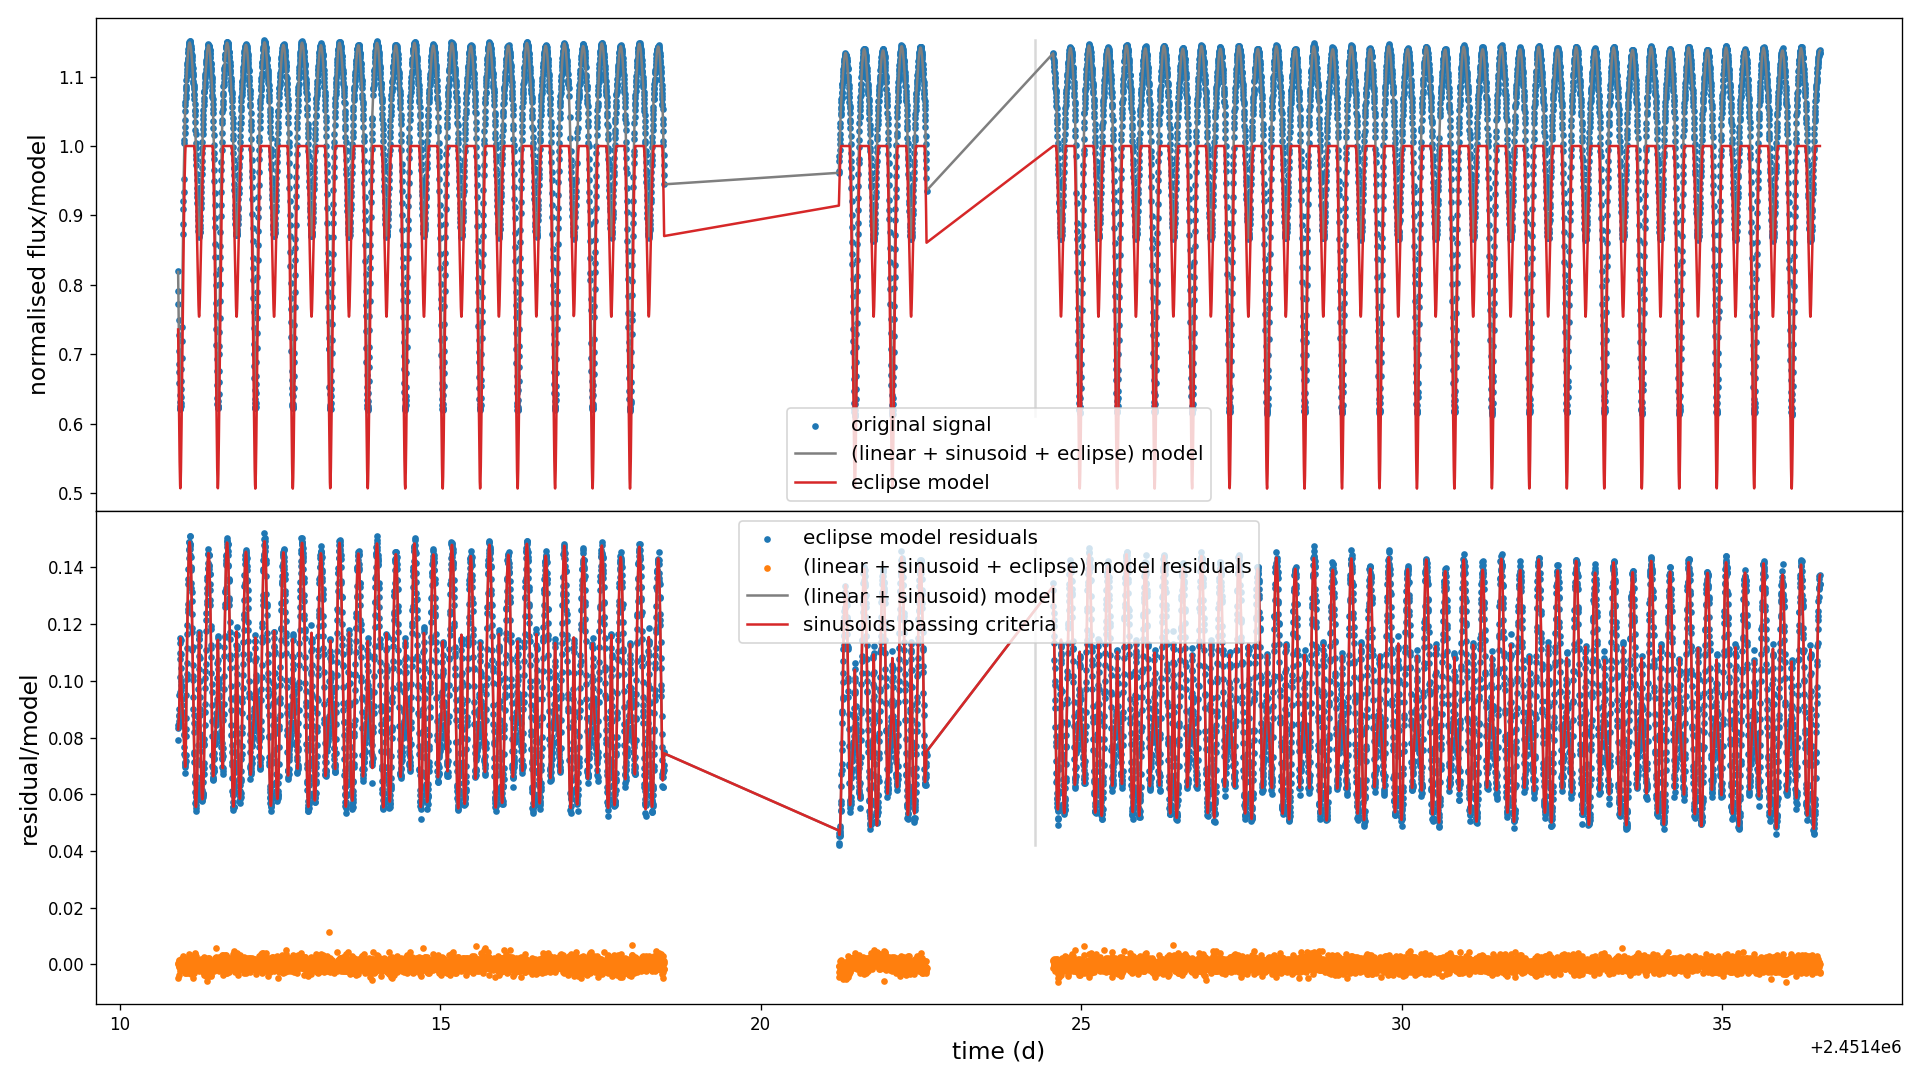 normalised flux/model
1.1
1.0
0.9
0.8
0.7
0.6
0.5
original signal
(linear + sinusoid + eclipse) model
eclipse model
residual/model
0.14
0.12
0.10
0.08
0.06
0.04
0.02
0.00
eclipse model residuals
(linear + sinusoid + eclipse) model residuals
(linear + sinusoid) model
sinusoids passing criteria
10
15
20
25
30
35
time (d)
+2.4514e6